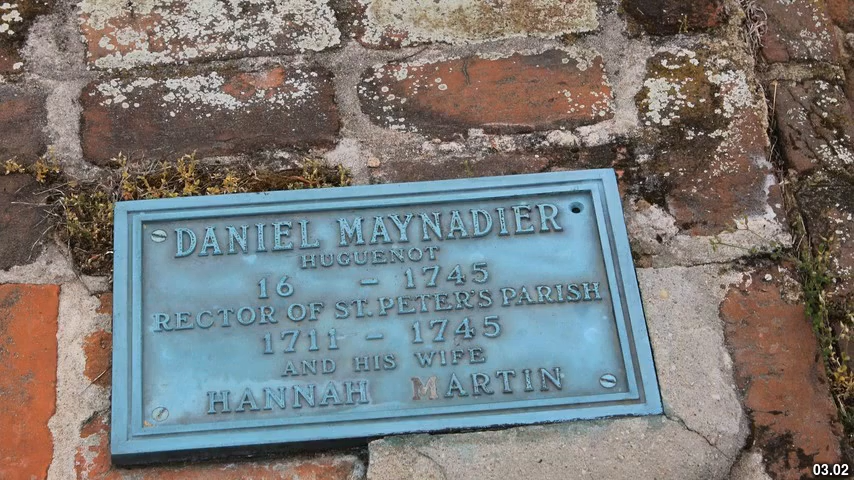 DANIEL MAYNADIER
HUGUENOT
16 - 1745
RECTOR OF ST. PETER'S PARISH
1711 - 1745
AND HIS WIFE
HANNAH MARTIN
03.02